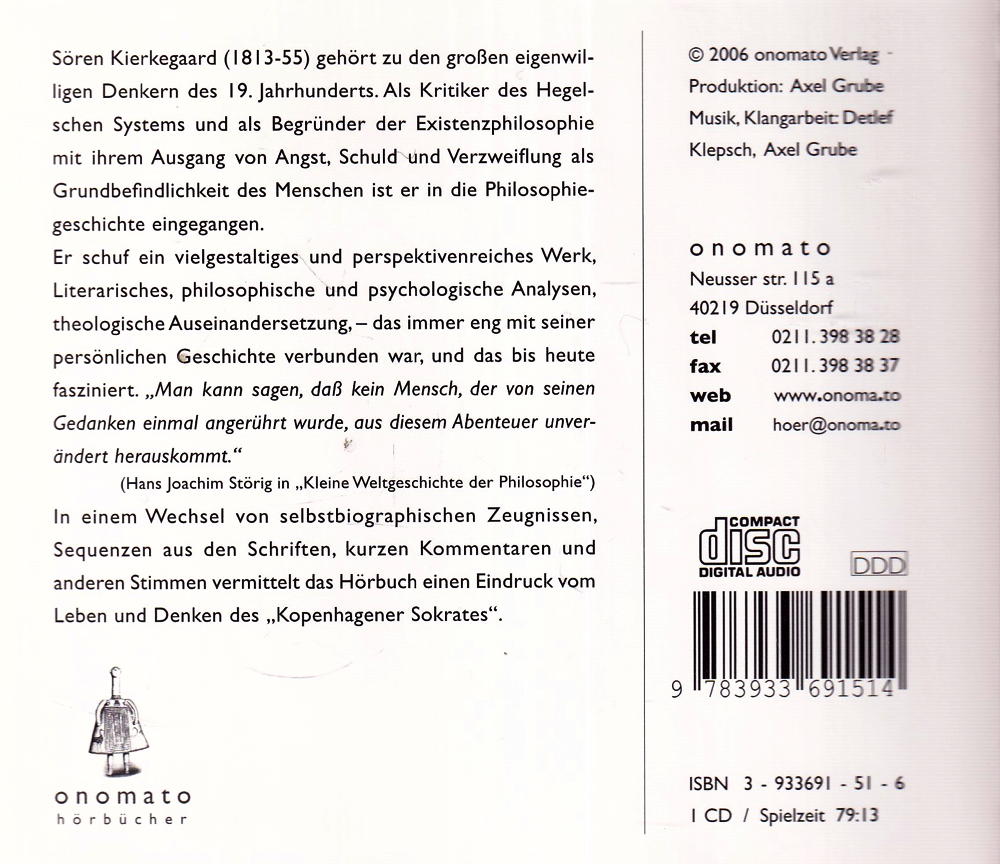 Sören Kierkegaard (1813-55) gehört zu den großen eigenwil-
ligen Denkern des 19. Jahrhunderts. Als Kritiker des Hegel-
schen Systems und als Begründer der Existenzphilosophie
mit ihrem Ausgang von Angst, Schuld und Verzweiflung als
Grundbefindlichkeit des Menschen ist er in die Philosophie-
geschichte eingegangen.
Er schuf ein vielgestaltiges und perspektivenreiches Werk,
Literarisches, philosophische und psychologische Analysen,
theologische Auseinandersetzung, – das immer eng mit seiner
persönlichen Geschichte verbunden war, und das bis heute
fasziniert. „Man kann sagen, daß kein Mensch, der von seinen
Gedanken einmal angerührt wurde, aus diesem Abenteuer unver-
ändert herauskommt.“
(Hans Joachim Störig in „Kleine Weltgeschichte der Philosophie“)
In einem Wechsel von selbstbiographischen Zeugnissen,
Sequenzen aus den Schriften, kurzen Kommentaren und
anderen Stimmen vermittelt das Hörbuch einen Eindruck vom
Leben und Denken des „Kopenhagener Sokrates“.
onomato
hörbücher
© 2006 onomato Verlag -
Produktion: Axel Grube
Musik, Klangarbeit: Detlef
Klepsch, Axel Grube
onomato
Neusser str. 115 a
40219 Düsseldorf
tel 0211. 398 38 28
fax 0211. 398 38 37
web www.onoma.to
mail hoer@onoma.to
COMPACT
disc
DIGITAL AUDIO
DDD
9 783933 691514
ISBN 3 - 933691 - 51 - 6
1 CD / Spielzeit 79:13